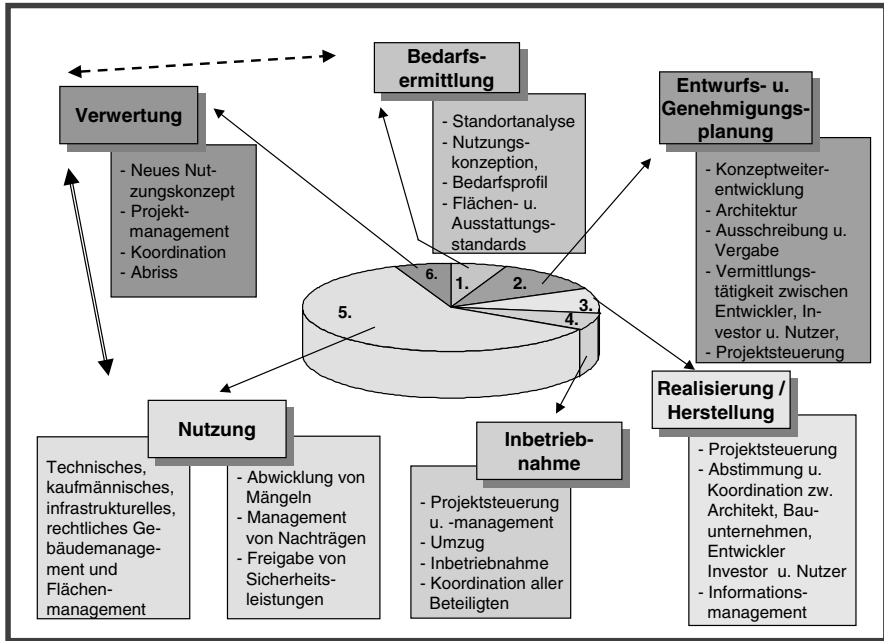 Bedarfs-
ermittlung
- Standortanalyse
- Nutzungs-
konzeption,
- Bedarfsprofil
- Flächen- u.
Ausstattungs-
standards
Entwurfs- u.
Genehmigungs-
planung
- Konzeptweiter-
entwicklung
- Architektur
- Ausschreibung u.
Vergabe
- Vermittlungs-
tätigkeit zwischen
Entwickler, In-
vestor u. Nutzer,
- Projektsteuerung
Verwertung
- Neues Nut-
zungskonzept
- Projekt-
management
- Koordination
- Abriss
6.
1.
2.
3.
4.
5.
Realisierung /
Herstellung
- Projektsteuerung
- Abstimmung u.
Koordination zw.
Architekt, Bau-
unternehmen,
Entwickler
Investor u. Nutzer
- Informations-
management
Inbetrieb-
nahme
- Projektsteuerung
u. -management
- Umzug
- Inbetriebnahme
- Koordination aller
Beteiligten
Nutzung
Technisches,
kaufmännisches,
infrastrukturelles,
rechtliches Ge-
bäudemanage-
ment und
Flächen-
management
- Abwicklung von
Mängeln
- Management
von Nachträgen
- Freigabe von
Sicherheits-
leistungen